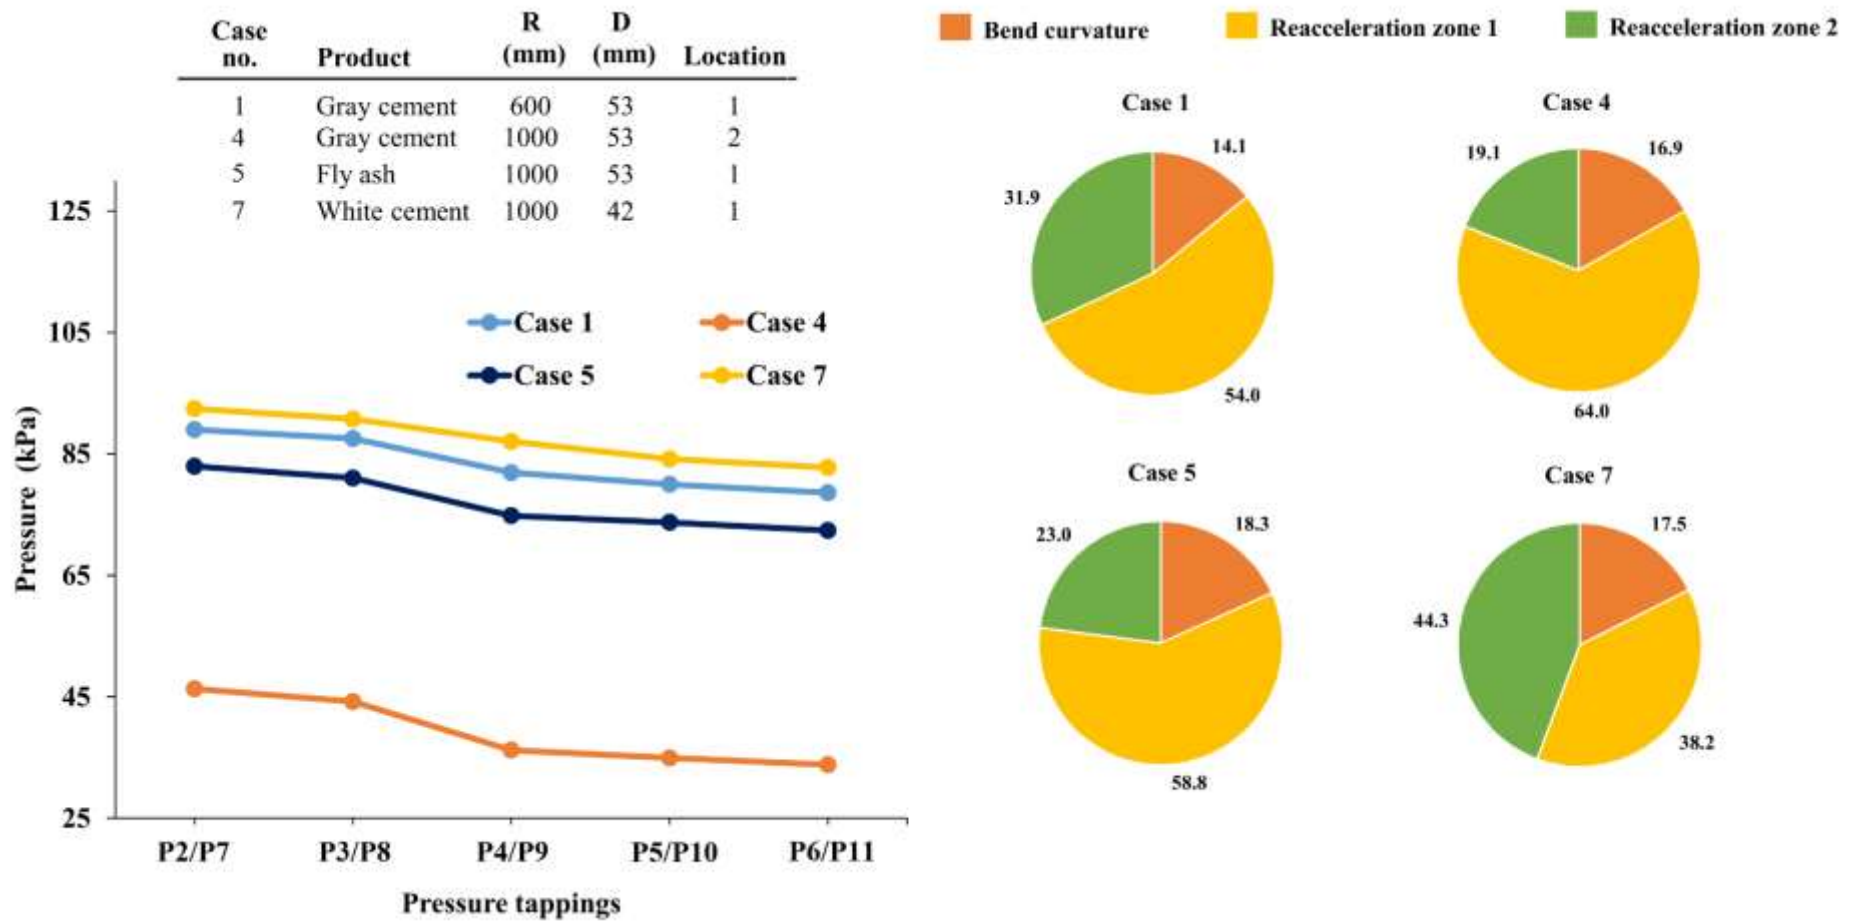 Case no. Product R (mm) D (mm) Location
1 Gray cement 600 53 1
4 Gray cement 1000 53 2
5 Fly ash 1000 53 1
7 White cement 1000 42 1
125
105
85
65
45
25
Pressure (kPa)
Case 1 Case 4
Case 5 Case 7
P2/P7 P3/P8 P4/P9 P5/P10 P6/P11
Pressure tappings
Bend curvature Reacceleration zone 1 Reacceleration zone 2
Case 1
14.1
31.9
54.0
Case 4
16.9
19.1
64.0
Case 5
18.3
23.0
58.8
Case 7
17.5
44.3
38.2